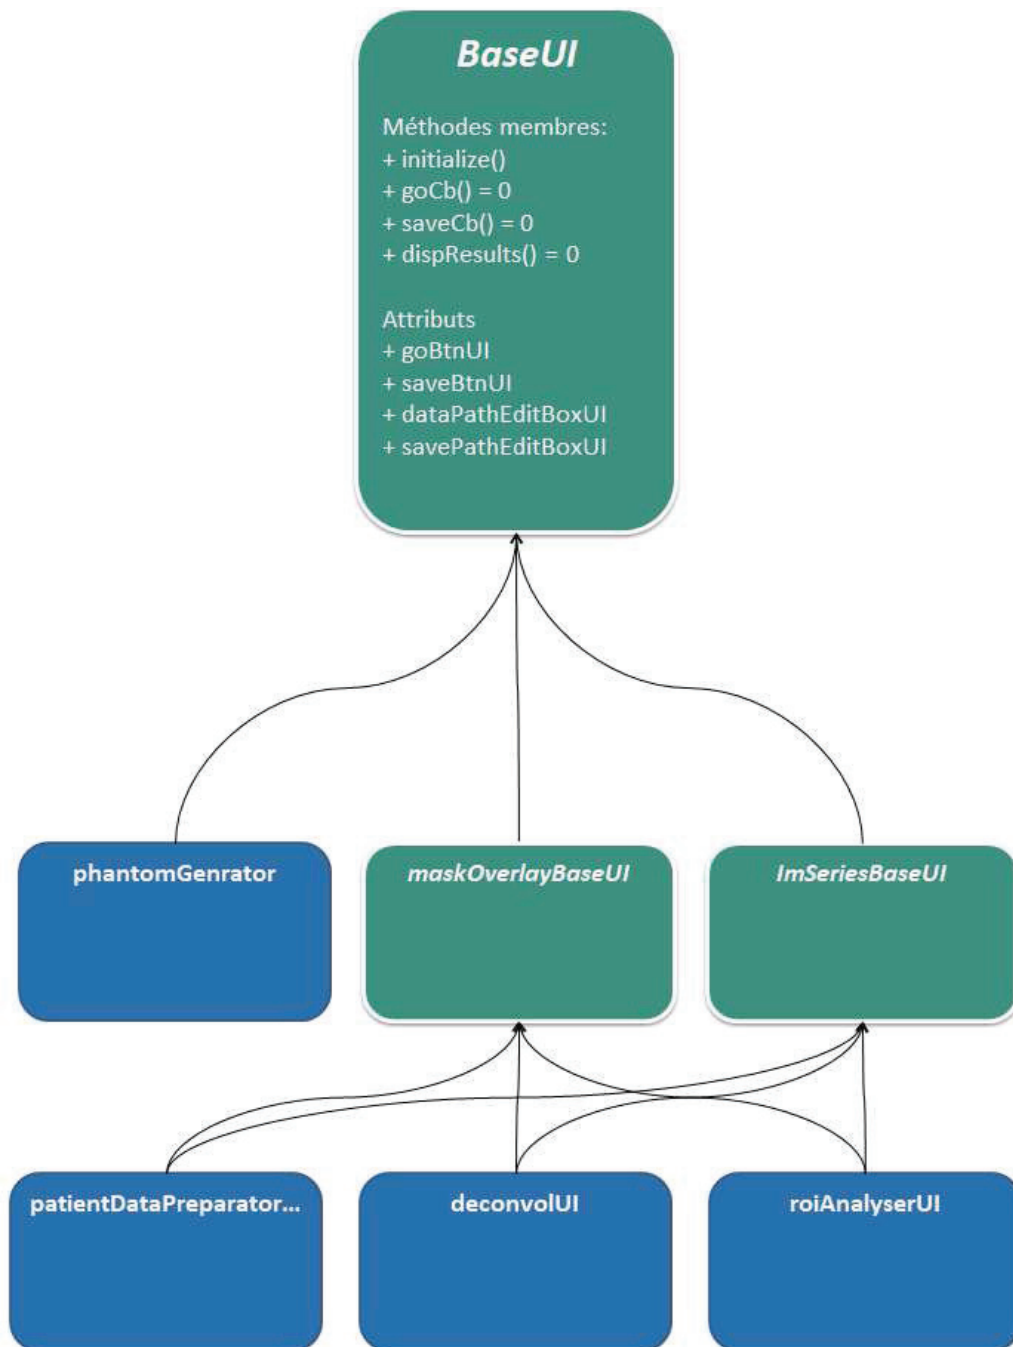 BaseUI
Méthodes membres:
+ initialize()
+ goCb() = 0
+ saveCb() = 0
+ dispResults() = 0
Attributs
+ goBtnUI
+ saveBtnUI
+ dataPathEditBoxUI
+ savePathEditBoxUI
phantomGenrator
maskOverlayBaseUI
ImSeriesBaseUI
patientDataPreparator...
deconvolUI
roiAnalyserUI